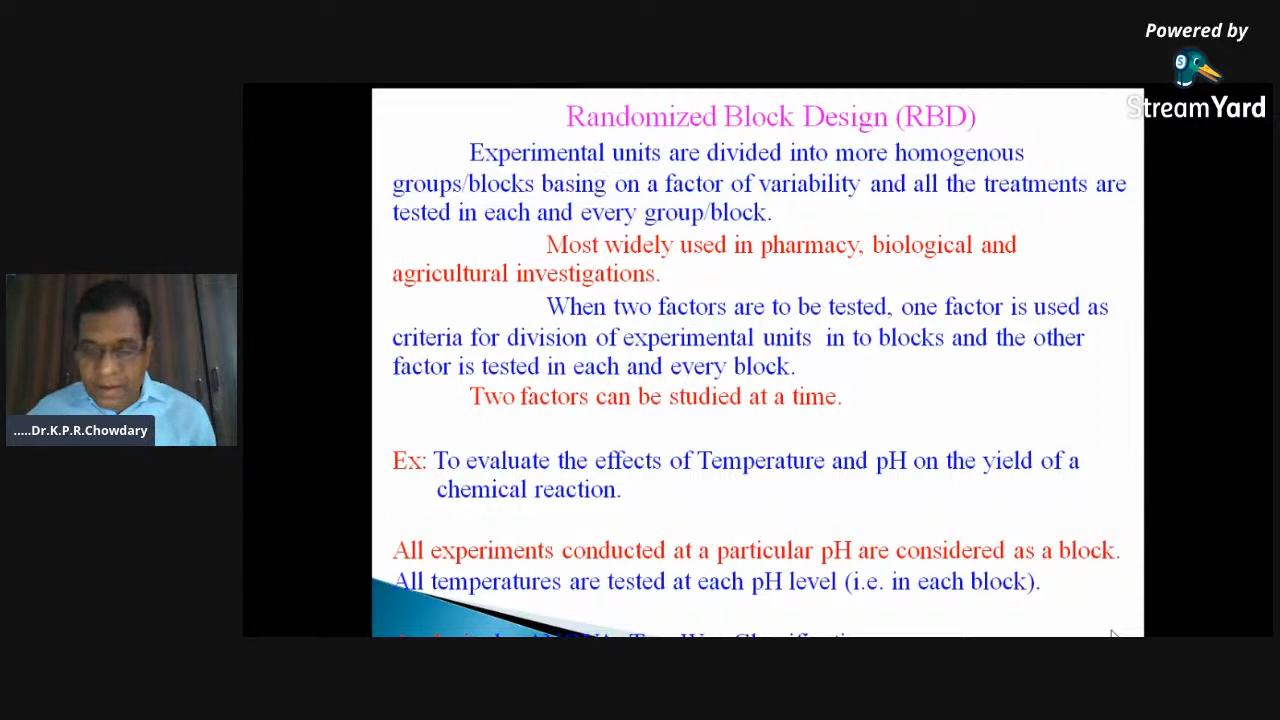 Powered by
StreamYard
Randomized Block Design (RBD)
Experimental units are divided into more homogenous
groups/blocks basing on a factor of variability and all the treatments are
tested in each and every group/block.
Most widely used in pharmacy, biological and
agricultural investigations.
When two factors are to be tested, one factor is used as
criteria for division of experimental units in to blocks and the other
factor is tested in each and every block.
Two factors can be studied at a time.
Ex: To evaluate the effects of Temperature and pH on the yield of a
chemical reaction.
All experiments conducted at a particular pH are considered as a block.
All temperatures are tested at each pH level (i.e. in each block).
.....Dr.K.P.R.Chowdary